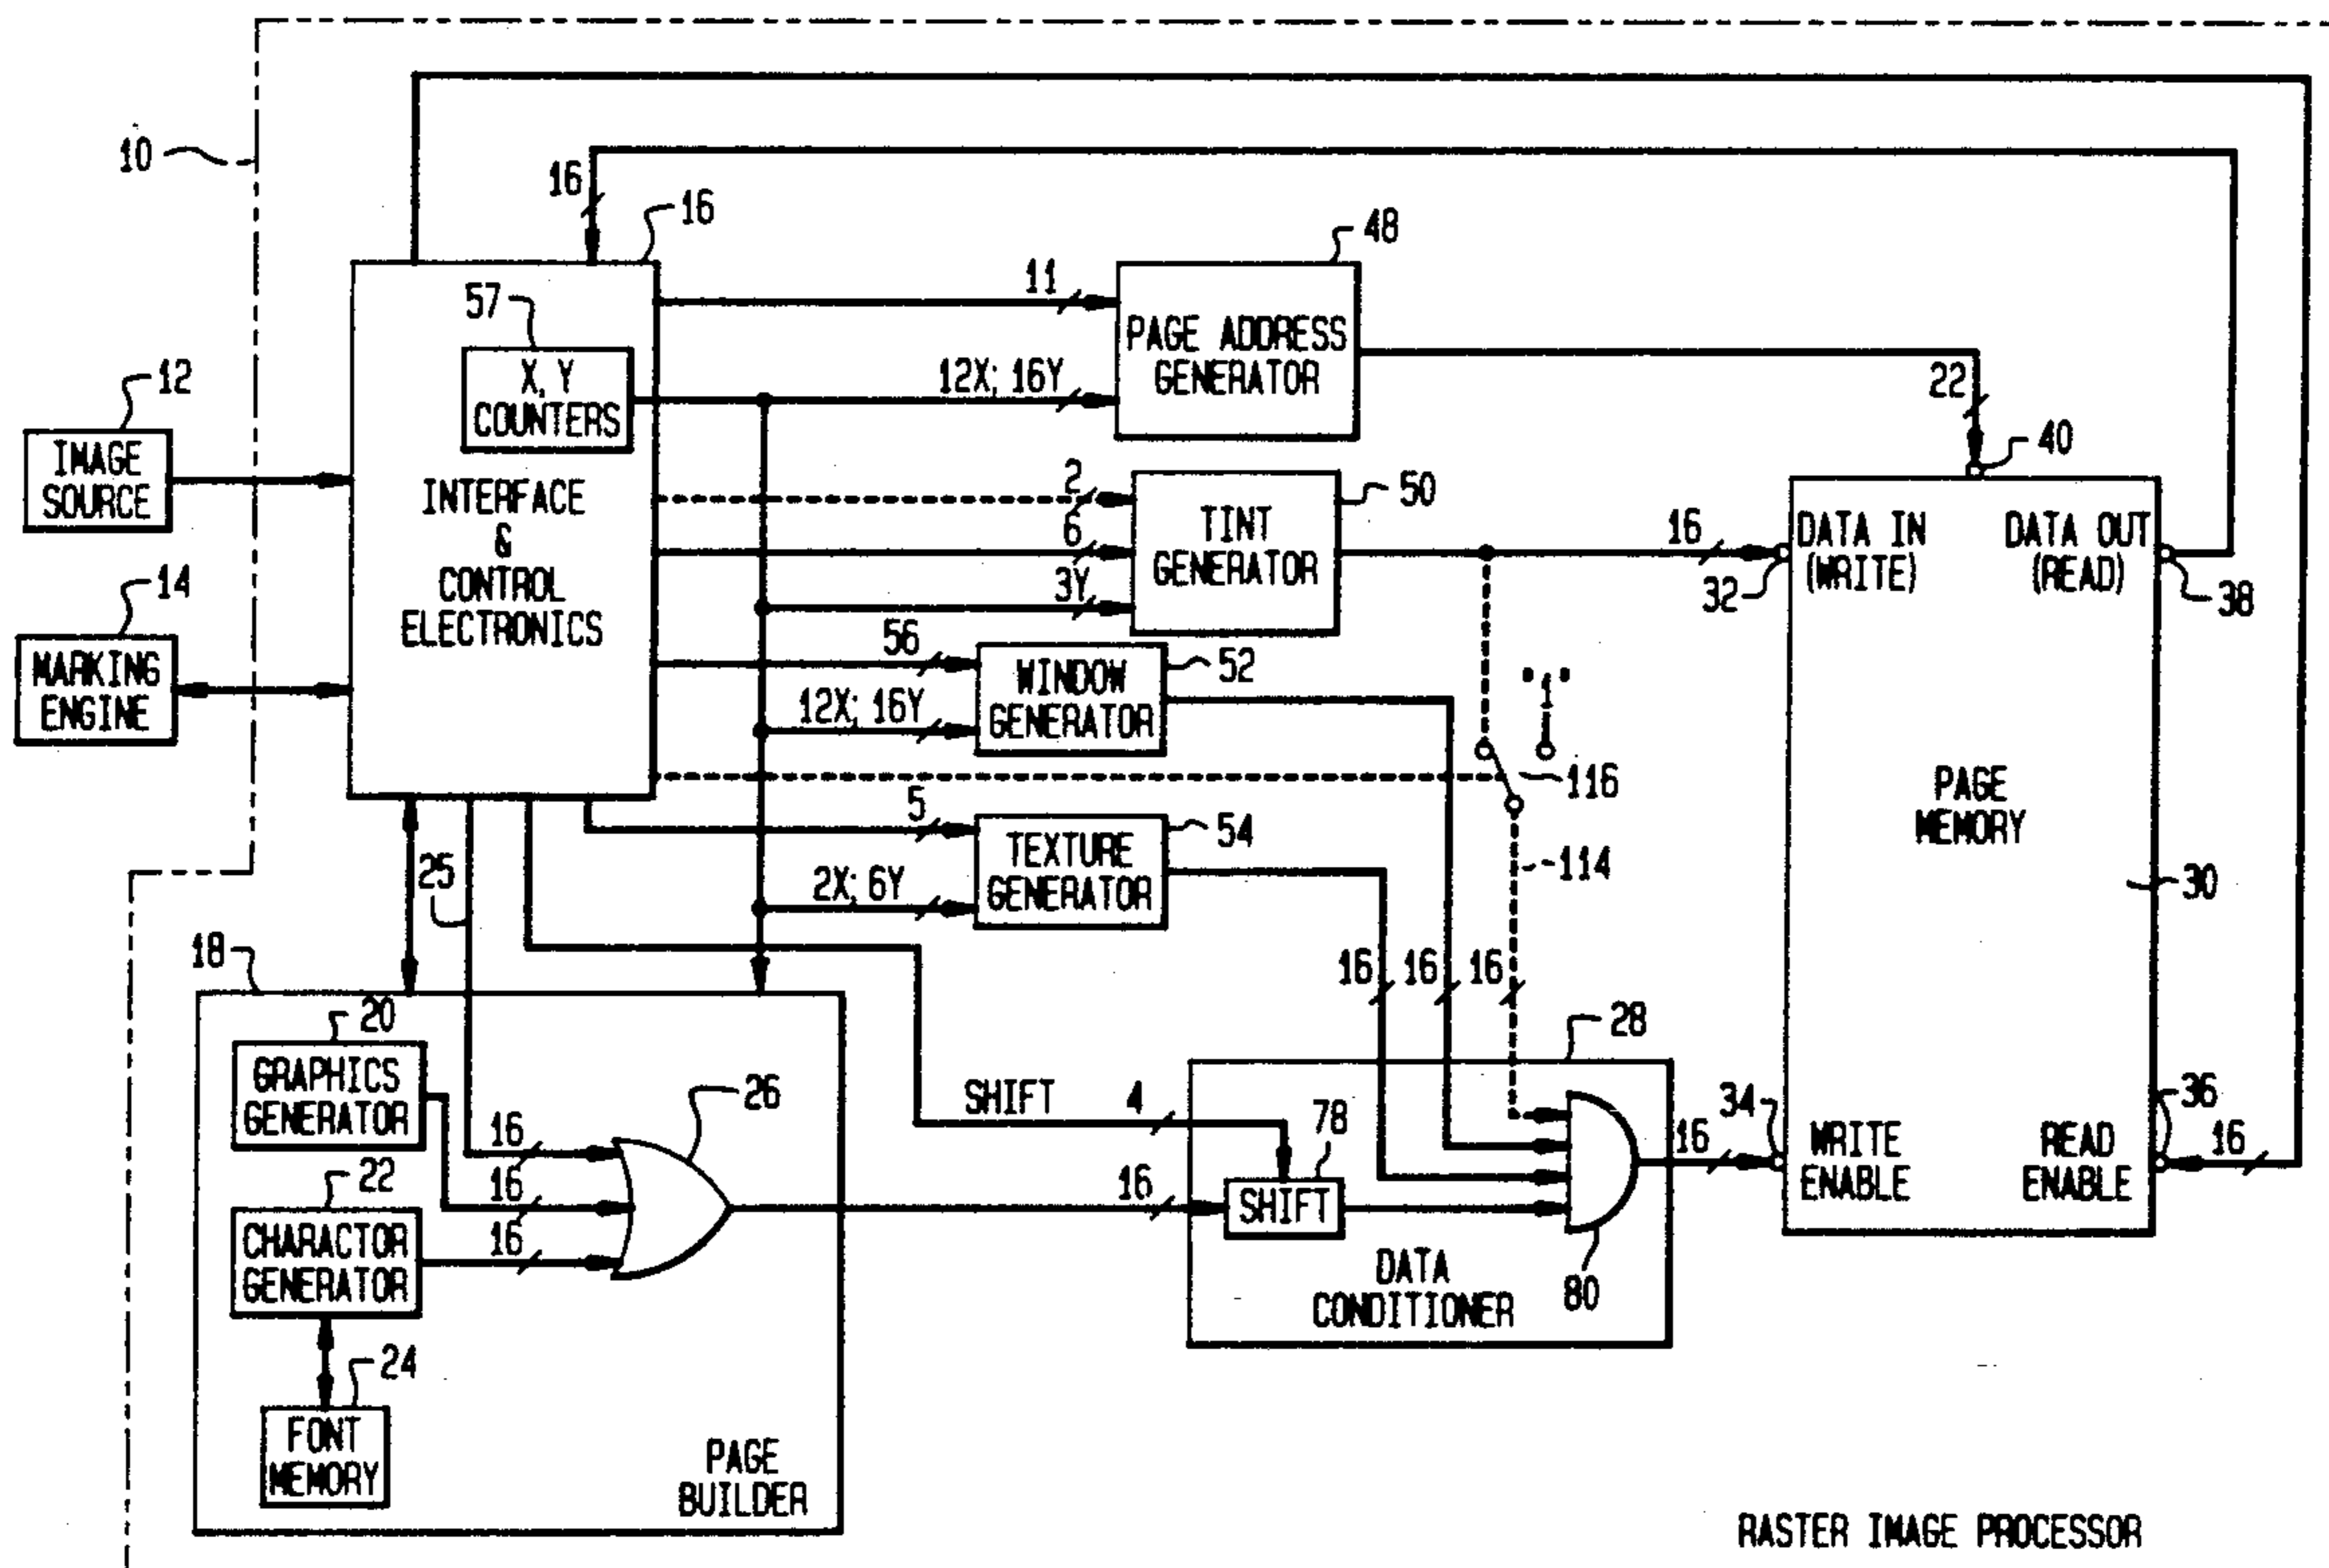 10
16
16
48
57
11
PAGE ADDRESS
GENERATOR
X, Y
COUNTERS
12X; 16Y
22
12
IMAGE
SOURCE
40
INTERFACE
&
CONTROL
ELECTRONICS
2
6
3Y
TINT
GENERATOR
50
16
DATA IN
(WRITE)
32
DATA OUT
(READ)
38
14
MARKING
ENGINE
56
12X; 16Y
WINDOW
GENERATOR
52
"1"
116
PAGE
MEMORY
30
5
2X; 6Y
TEXTURE
GENERATOR
54
114
25
18
16
16
16
28
20
GRAPHICS
GENERATOR
26
16
16
16
22
CHARACTOR
GENERATOR
24
FONT
MEMORY
PAGE
BUILDER
SHIFT
4
78
16
SHIFT
80
DATA
CONDITIONER
16
34
WRITE
ENABLE
36
READ
ENABLE
16
RASTER IMAGE PROCESSOR